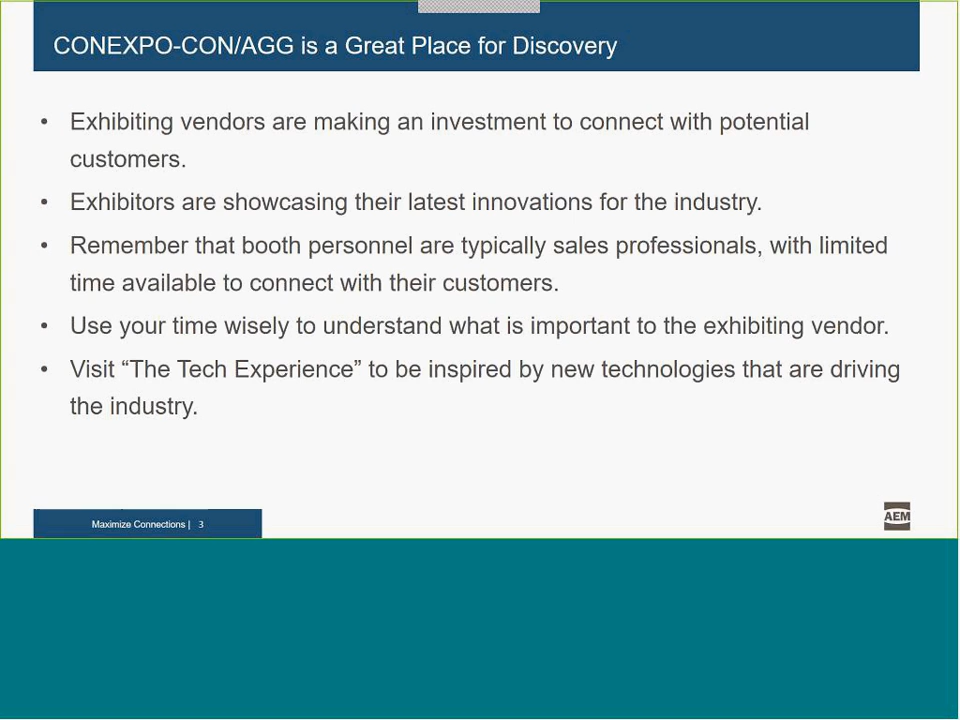 CONEXPO-CON/AGG is a Great Place for Discovery
• Exhibiting vendors are making an investment to connect with potential
customers.
• Exhibitors are showcasing their latest innovations for the industry.
• Remember that booth personnel are typically sales professionals, with limited
time available to connect with their customers.
• Use your time wisely to understand what is important to the exhibiting vendor.
• Visit “The Tech Experience” to be inspired by new technologies that are driving
the industry.
Maximize Connections | 3
AEM